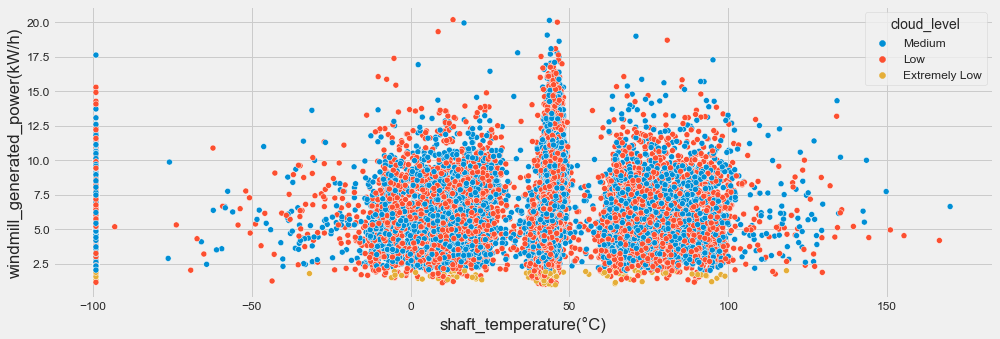 cloud_level
Medium
Low
Extremely Low
windmill_generated_power(kW/h)
20.0
17.5
15.0
12.5
10.0
7.5
5.0
2.5
−100
−50
0
50
100
150
shaft_temperature(°C)